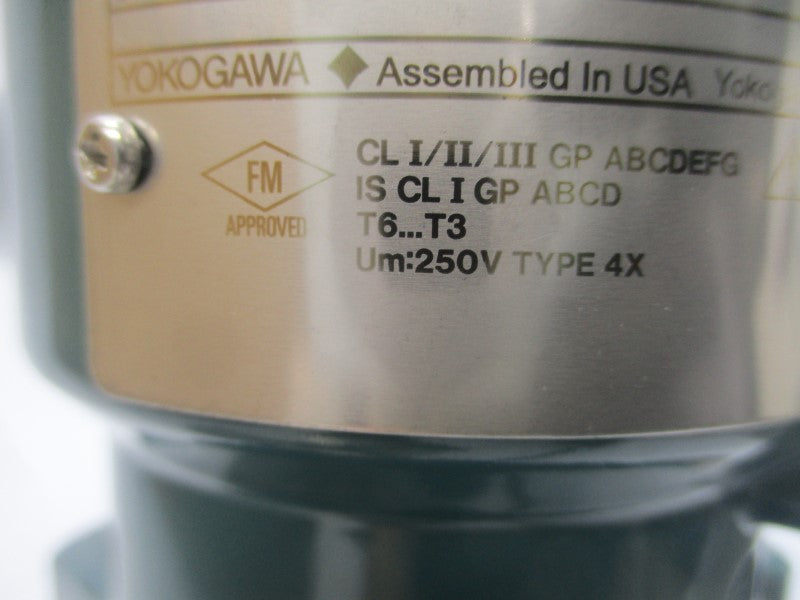 YOKOGAWA ◆ Assembled In USA Yoko
FM
APPROVED
CL I/II/III GP ABCDEFG
IS CL I GP ABCD
T6...T3
Um:250V TYPE 4X